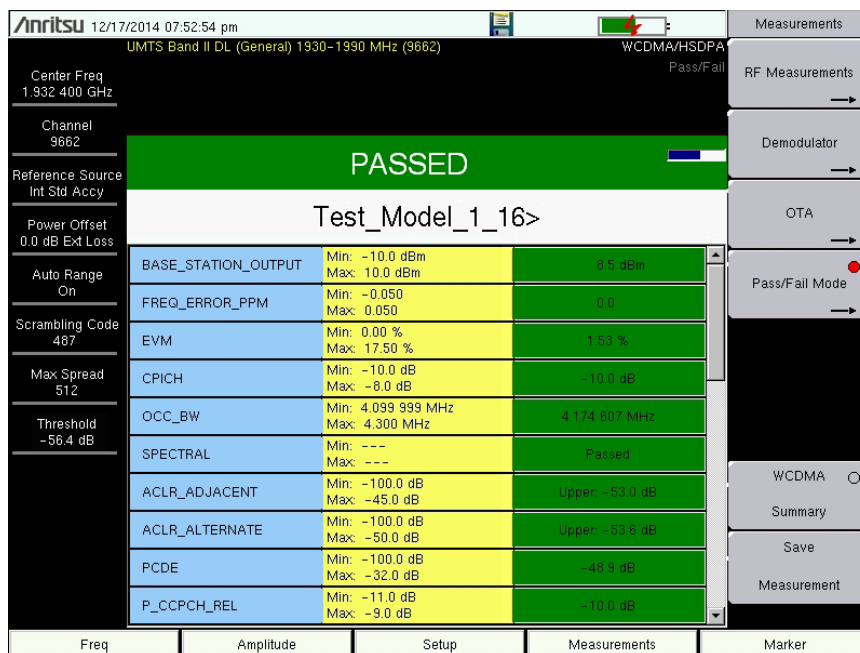 Anritsu 12/17/2014 07:52:54 pm
UMTS Band II DL (General) 1930-1990 MHz (9662)
WCDMA/HSDPA
Pass/Fail
Center Freq
1.932 400 GHz
Channel
9662
Reference Source
Int Std Accy
Power Offset
0.0 dB Ext Loss
Auto Range
On
Scrambling Code
487
Max Spread
512
Threshold
-56.4 dB
PASSED
Test_Model_1_16>
BASE_STATION_OUTPUT
Min: -10.0 dBm
Max: 10.0 dBm
8.5 dBm
FREQ_ERROR_PPM
Min: -0.050
Max: 0.050
0.0
EVM
Min: 0.00 %
Max: 17.50 %
1.53 %
CPICH
Min: -10.0 dB
Max: -8.0 dB
-10.0 dB
OCC_BW
Min: 4.099 999 MHz
Max: 4.300 MHz
4.174 607 MHz
SPECTRAL
Min: ---
Max: ---
Passed
ACLR_ADJACENT
Min: -100.0 dB
Max: -45.0 dB
Upper: -53.0 dB
ACLR_ALTERNATE
Min: -100.0 dB
Max: -50.0 dB
Upper: -53.6 dB
PCDE
Min: -100.0 dB
Max: -32.0 dB
-48.9 dB
P_CCPCH_REL
Min: -11.0 dB
Max: -9.0 dB
-10.0 dB
Measurements
RF Measurements
Demodulator
OTA
Pass/Fail Mode
WCDMA
Summary
Save
Measurement
Freq
Amplitude
Setup
Measurements
Marker